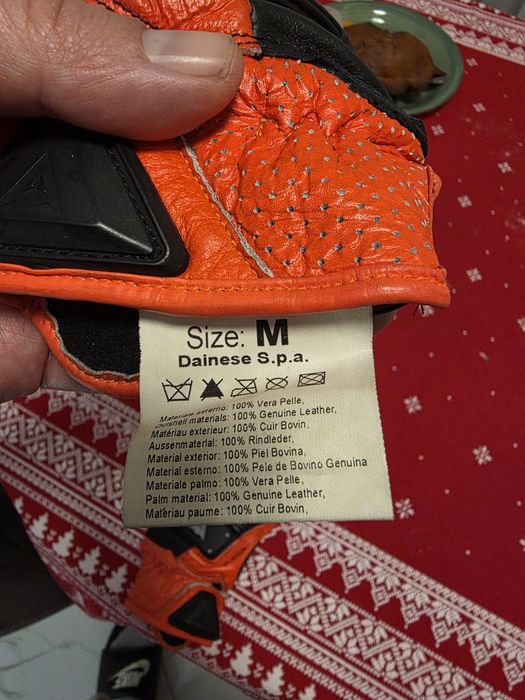 Size: M
Dainese S.p.a.
Materiale esterno: 100% Vera Pelle,
Outshell materials: 100% Genuine Leather,
Matériau exterieur: 100% Cuir Bovin,
Aussenmaterial: 100% Rindleder,
Material exterior: 100% Piel Bovina,
Material esterno: 100% Pele de Bovino Genuina
Materiale palmo: 100% Vera Pelle,
Palm material: 100% Genuine Leather,
Matériau paume: 100% Cuir Bovin,